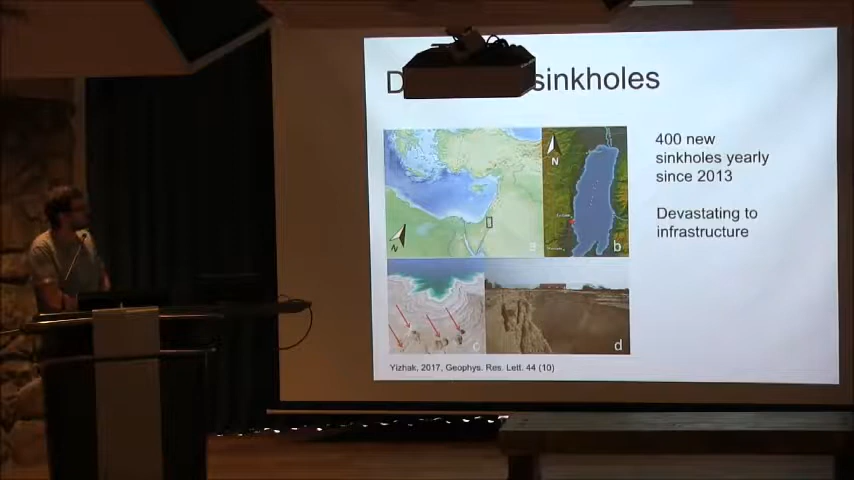 sinkholes
400 new
sinkholes yearly
since 2013
Devastating to
infrastructure
N
N
a
b
c
d
Yizhak, 2017, Geophys. Res. Lett. 44 (10)